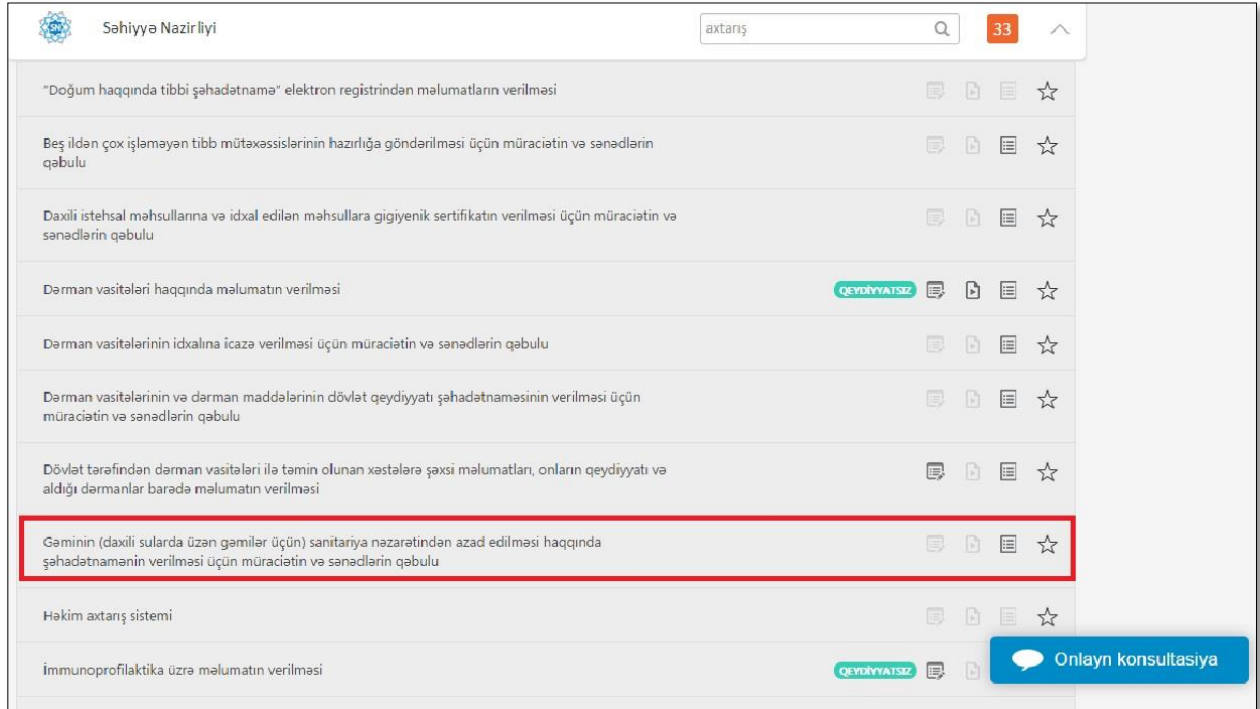 Səhiyyə Nazirliyi
axtarış
33
"Doğum haqqında tibbi şəhadətnamə" elektron registrindən məlumatların verilməsi
Beş ildən çox işləməyən tibb mütəxəssislərinin hazırlığa göndərilməsi üçün müraciətin və sənədlərin
qəbulu
Daxili istehsal məhsullarına və idxal edilən məhsullara gigiyenik sertifikatın verilməsi üçün müraciətin və
sənədlərin qəbulu
Dərman vasitələri haqqında məlumatın verilməsi
QEYDİYYATSIZ
Dərman vasitələrinin idxalına icazə verilməsi üçün müraciətin və sənədlərin qəbulu
Dərman vasitələrinin və dərman maddələrinin dövlət qeydiyyatı şəhadətnaməsinin verilməsi üçün
müraciətin və sənədlərin qəbulu
Dövlət tərəfindən dərman vasitələri ilə təmin olunan xəstələrə şəxsi məlumatları, onların qeydiyyatı və
aldığı dərmanlar barədə məlumatın verilməsi
Gəminin (daxili sularda üzən gəmilər üçün) sanitariya nəzarətindən azad edilməsi haqqında
şəhadətnamənin verilməsi üçün müraciətin və sənədlərin qəbulu
Həkim axtarış sistemi
İmmunoprofilaktika üzrə məlumatın verilməsi
QEYDİYYATSIZ
Onlayn konsultasiya